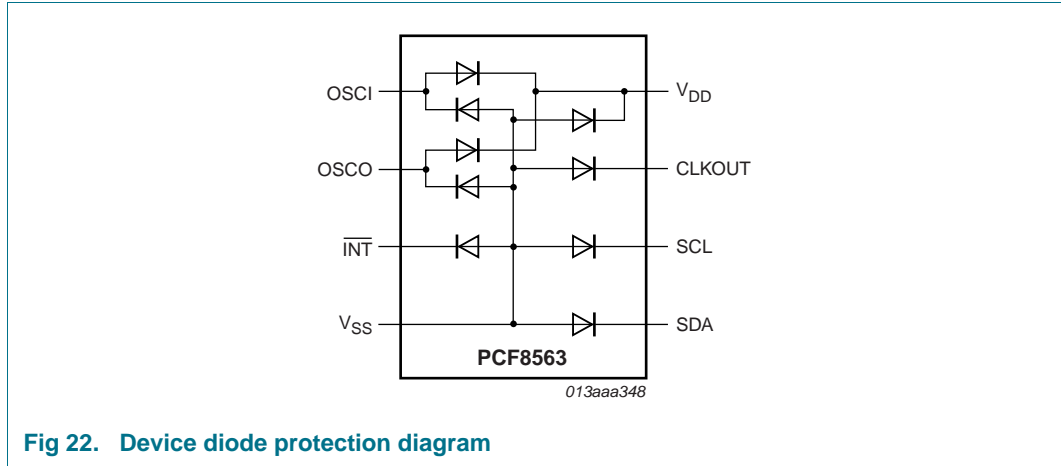 OSCI
V_DD
OSCO
CLKOUT
INT
SCL
V_SS
SDA
PCF8563
013aaa348
Fig 22. Device diode protection diagram